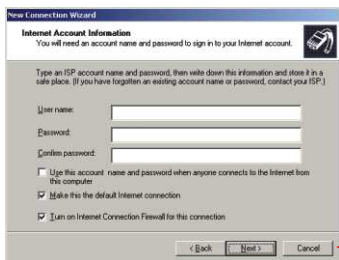 New Connection Wizard
Internet Account Information
You will need an account name and password to sign in to your Internet account.
Type an ISP account name and password, then write down this information and store it in a
safe place. (If you have forgotten an existing account name or password, contact your ISP.)
User name:
Password:
Confirm password:
Use this account name and password when anyone connects to the Internet from
this computer
Make this the default Internet connection
Turn on Internet Connection Firewall for this connection
< Back
Next >
Cancel